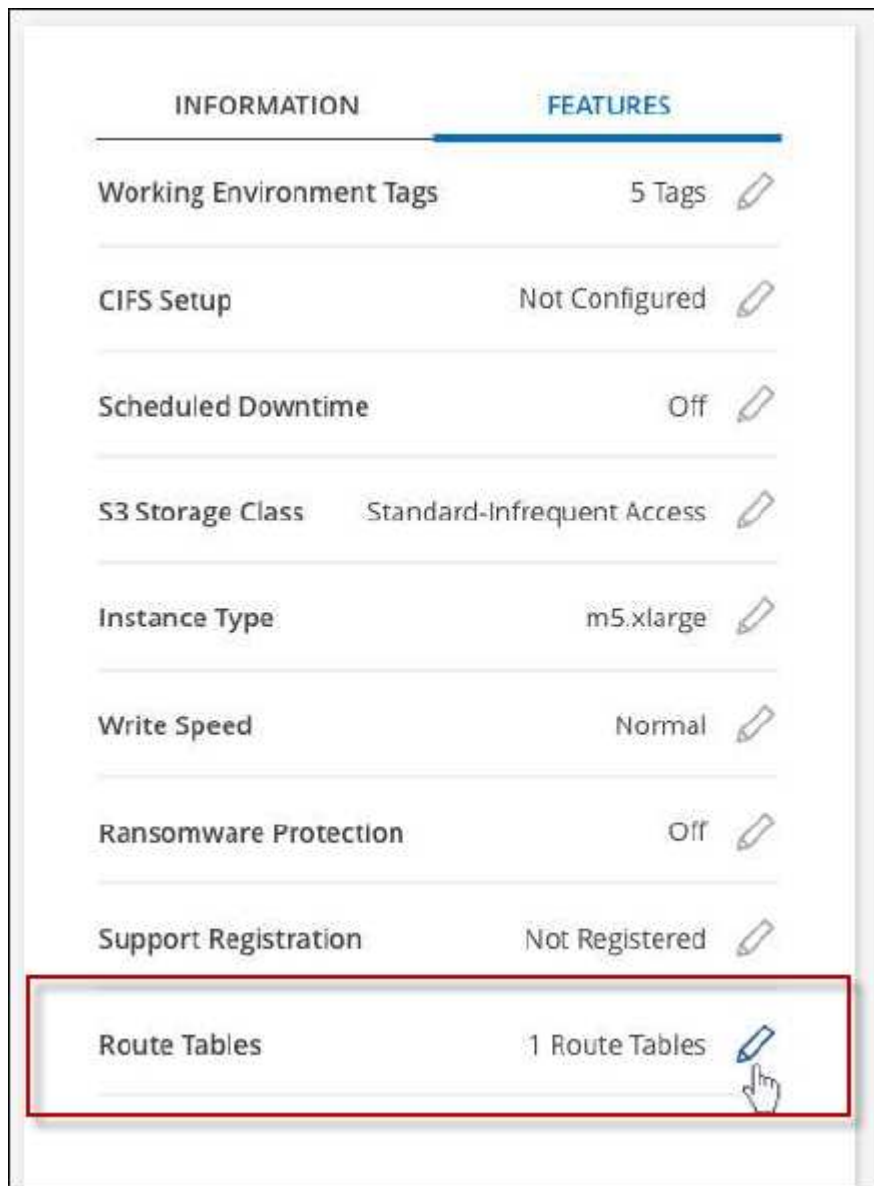 INFORMATION FEATURES
Working Environment Tags 5 Tags
CIFS Setup Not Configured
Scheduled Downtime Off
S3 Storage Class Standard-Infrequent Access
Instance Type m5.xlarge
Write Speed Normal
Ransomware Protection Off
Support Registration Not Registered
Route Tables 1 Route Tables